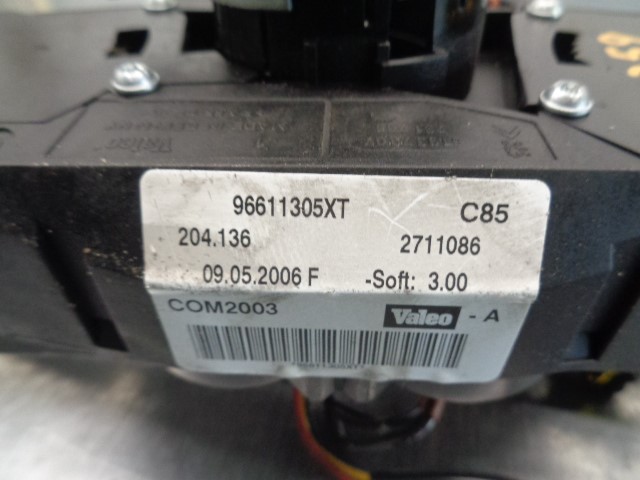 96611305XT C85
204.136 2711086
09.05.2006 F -Soft: 3.00
COM2003 Valeo - A